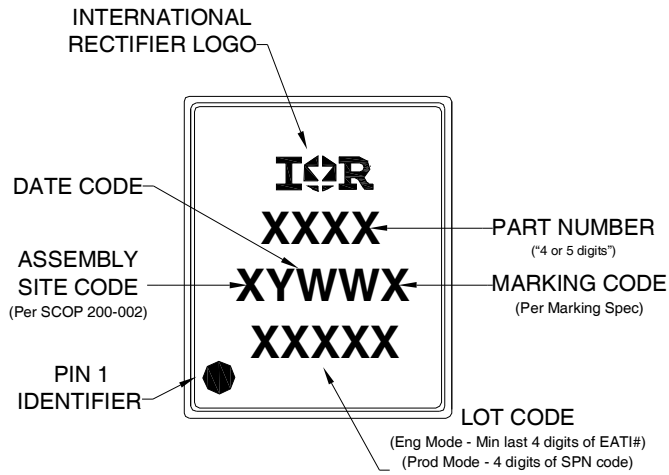 INTERNATIONAL
RECTIFIER LOGO
IOR
DATE CODE
XXXX
PART NUMBER
("4 or 5 digits")
ASSEMBLY
SITE CODE
(Per SCOP 200-002)
XYWWX
MARKING CODE
(Per Marking Spec)
XXXXX
PIN 1
IDENTIFIER
LOT CODE
(Eng Mode - Min last 4 digits of EATI#)
(Prod Mode - 4 digits of SPN code)